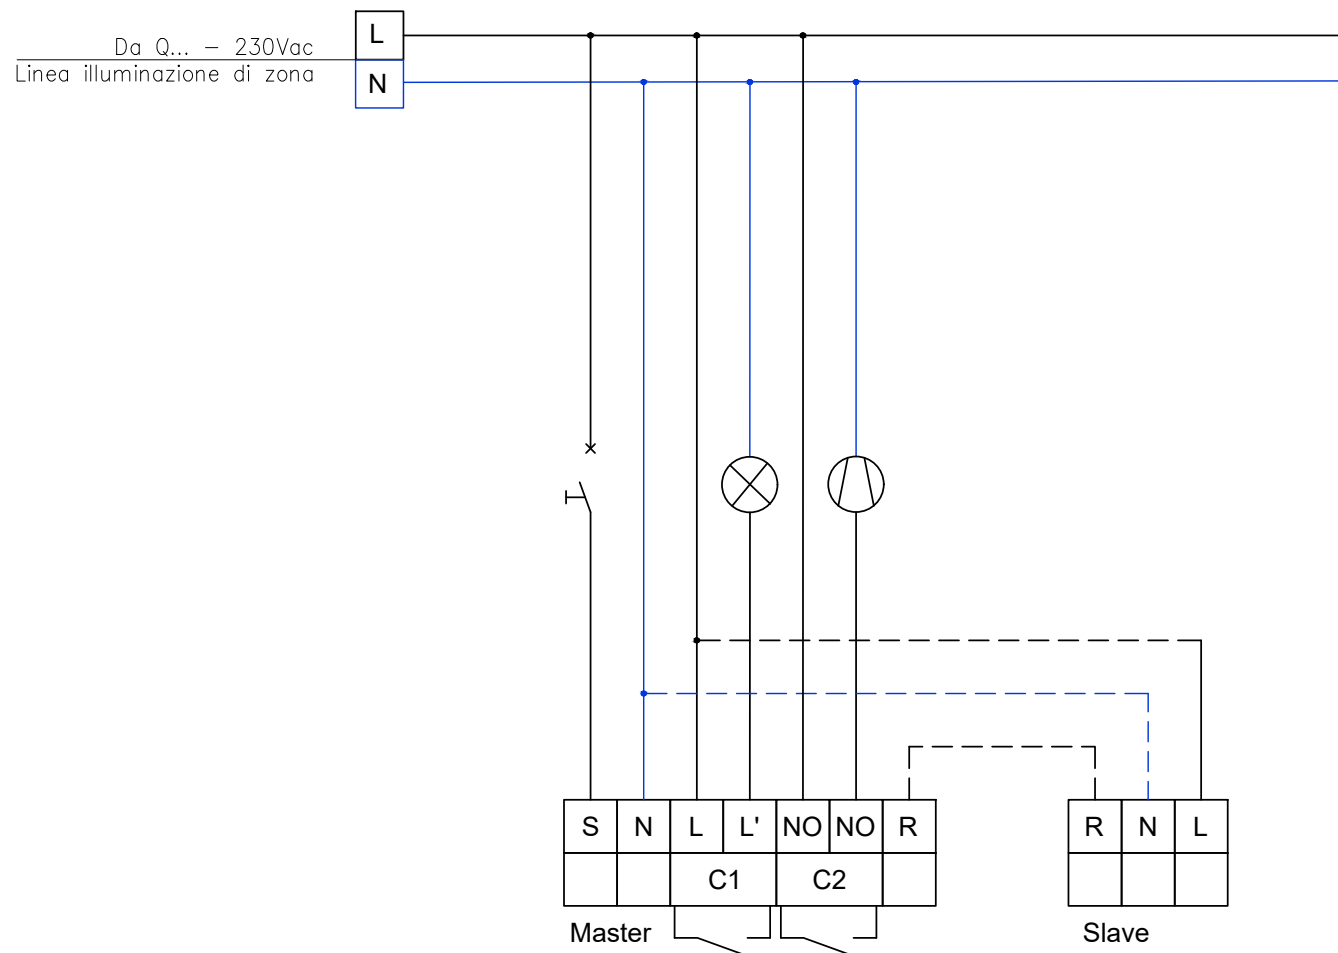 L
Da Q... – 230Vac
Linea illuminazione di zona
N
S N L L' NO NO R
R N L
C1 C2
Master
Slave